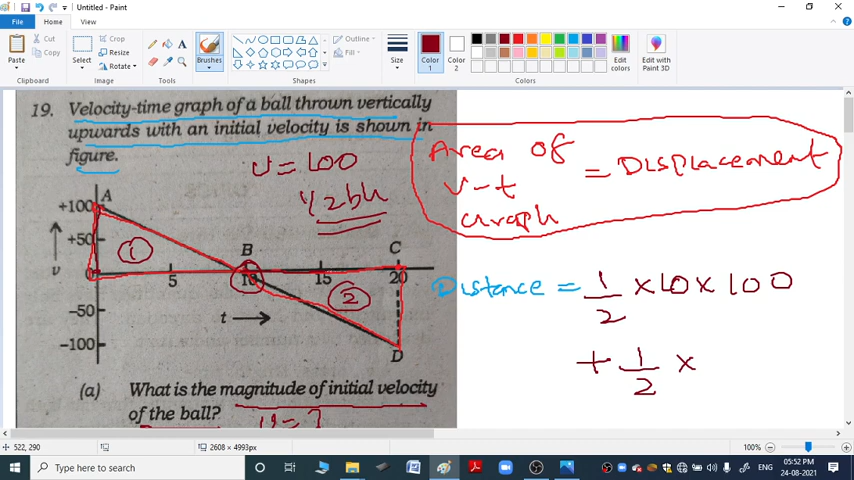 Untitled - Paint
File Home View
Paste
Cut
Copy
Clipboard
Select
Crop
Resize
Rotate
Image
Tools
Brushes
Shapes
Outline
Fill
Size
Color 1
Color 2
Colors
Edit colors
Edit with Paint 3D
19. Velocity-time graph of a ball thrown vertically
upwards with an initial velocity is shown in
figure.
U = 100
1/2bh
Area of
v-t
graph
= Displacement
A
+100
+50
0
-50
-100
v
1
B
5
10
15
20
C
2
t
D
Distance = 1/2 x 10 x 100
+ 1/2 x
(a) What is the magnitude of initial velocity
of the ball?
U = ?
522, 290
2608 × 4993px
100%
Type here to search
ENG
05:52 PM
24-08-2021